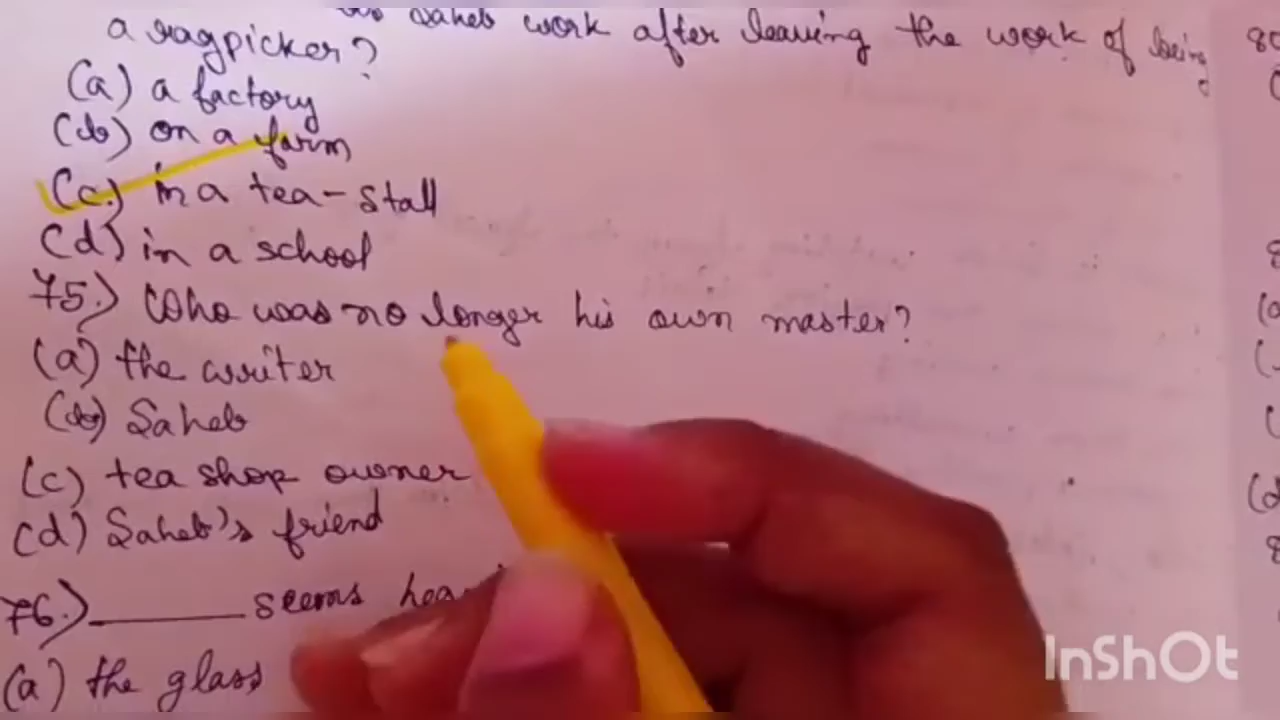 Saheb work after leaving the work of being
a ragpicker?
(a) a factory
(b) on a farm
(c) in a tea-stall
(d) in a school
75.) Who was no longer his own master?
(a) the writer
(b) Saheb
(c) tea shop owner
(d) Saheb's friend
76.) ______ seems
(a) the glass
InShOt